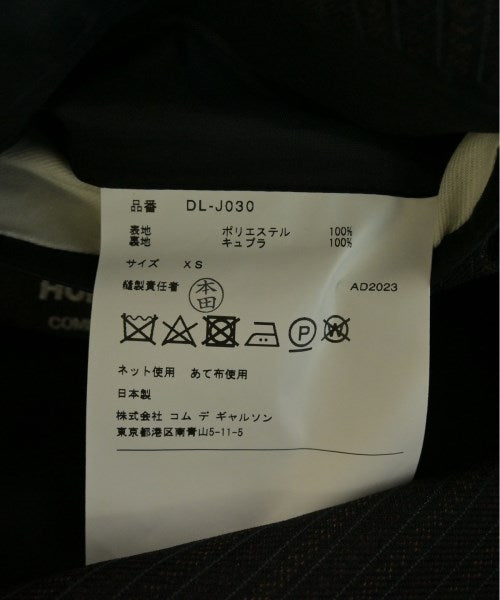 品番 DL-J030
表地 ポリエステル 100%
裏地 キュプラ 100%
サイズ XS
縫製責任者 本田 AD2023
P W
ネット使用 あて布使用
日本製
株式会社 コム デ ギャルソン
東京都港区南青山5-11-5